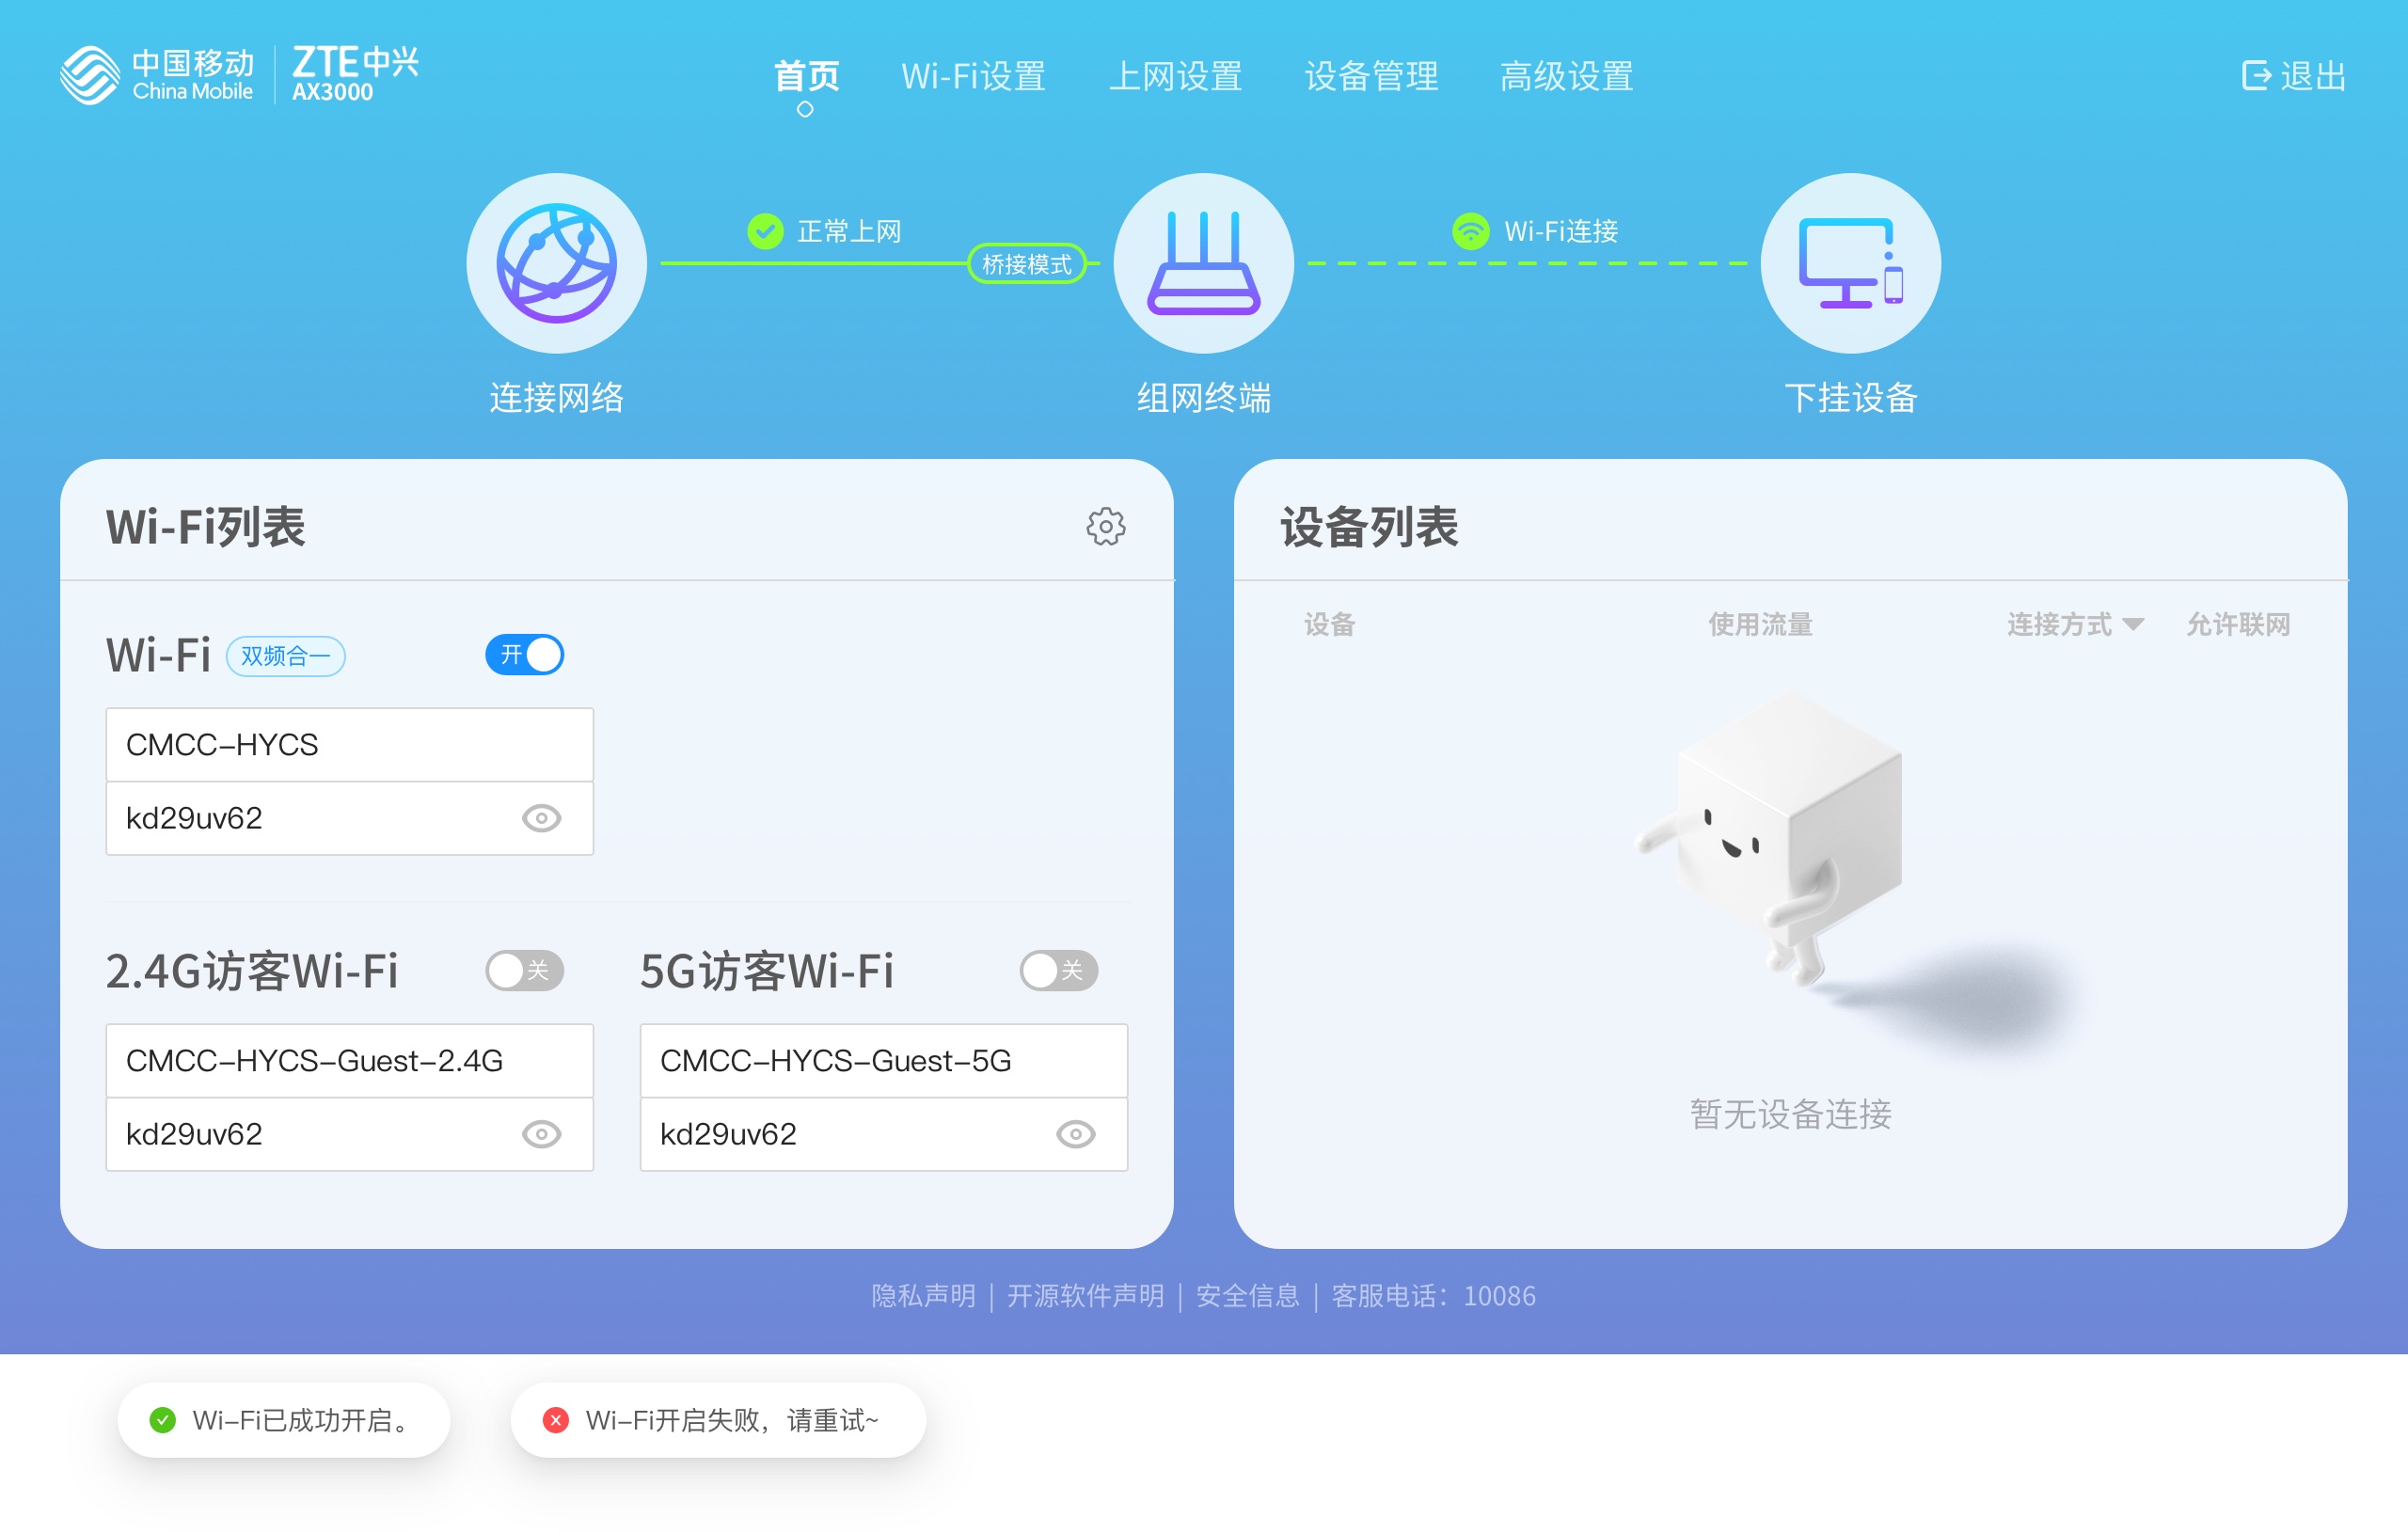 中国移动
China Mobile
ZTE中兴
AX3000
首页 Wi-Fi设置 上网设置 设备管理 高级设置
退出
正常上网
桥接模式
Wi-Fi连接
连接网络 组网终端 下挂设备
Wi-Fi列表
Wi-Fi 双频合一 开
CMCC-HYCS
kd29uv62
2.4G访客Wi-Fi 关
CMCC-HYCS-Guest-2.4G
kd29uv62
5G访客Wi-Fi 关
CMCC-HYCS-Guest-5G
kd29uv62
设备列表
设备 使用流量 连接方式 允许联网
暂无设备连接
隐私声明 | 开源软件声明 | 安全信息 | 客服电话：10086
Wi-Fi已成功开启。
Wi-Fi开启失败，请重试~